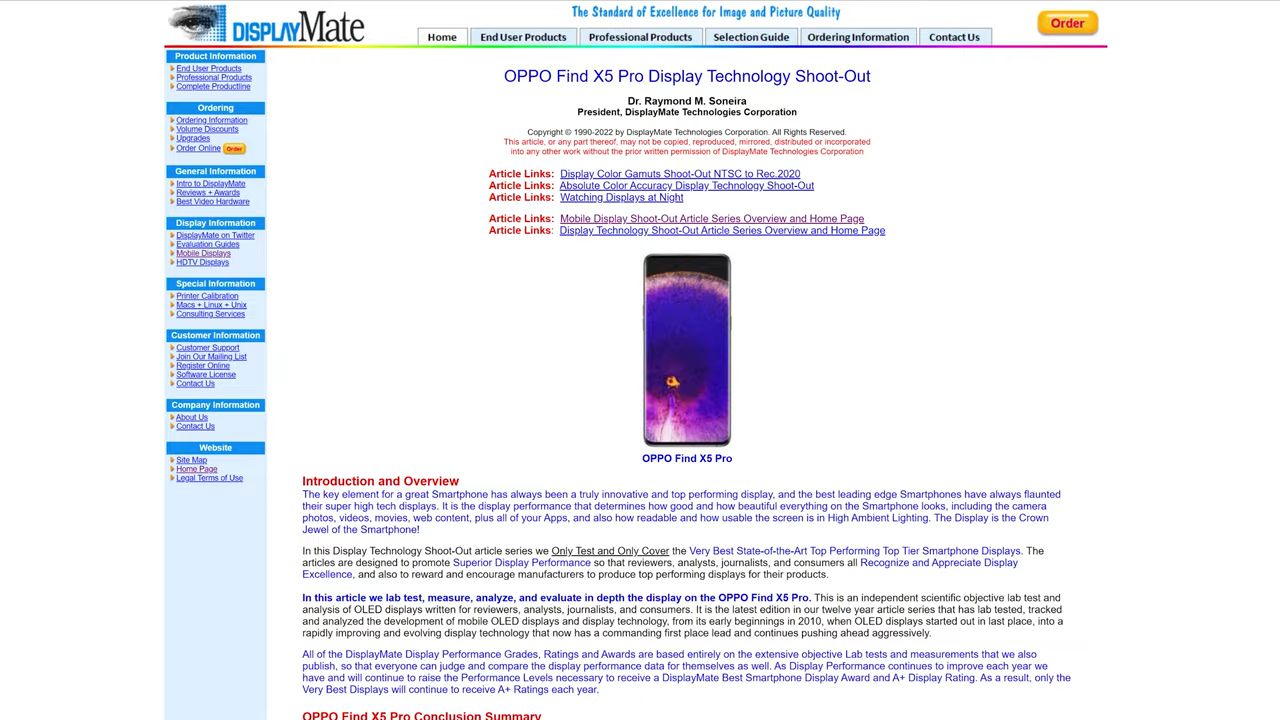 DISPLAYMate
The Standard of Excellence for Image and Picture Quality
Order
Home
End User Products
Professional Products
Selection Guide
Ordering Information
Contact Us
Product Information
End User Products
Professional Products
Complete Productline
Ordering
Ordering Information
Volume Discounts
Upgrades
Order Online Order
General Information
Intro to DisplayMate
Reviews + Awards
Best Video Hardware
Display Information
DisplayMate on Twitter
Evaluation Guides
Mobile Displays
HDTV Displays
Special Information
Printer Calibration
Macs + Linux + Unix
Consulting Services
Customer Information
Customer Support
Join Our Mailing List
Register Online
Software License
Contact Us
Company Information
About Us
Contact Us
Website
Site Map
Home Page
Legal Terms of Use
OPPO Find X5 Pro Display Technology Shoot-Out
Dr. Raymond M. Soneira
President, DisplayMate Technologies Corporation
Copyright © 1990-2022 by DisplayMate Technologies Corporation. All Rights Reserved.
This article, or any part thereof, may not be copied, reproduced, mirrored, distributed or incorporated
into any other work without the prior written permission of DisplayMate Technologies Corporation
Article Links: Display Color Gamuts Shoot-Out NTSC to Rec.2020
Article Links: Absolute Color Accuracy Display Technology Shoot-Out
Article Links: Watching Displays at Night
Article Links: Mobile Display Shoot-Out Article Series Overview and Home Page
Article Links: Display Technology Shoot-Out Article Series Overview and Home Page
OPPO Find X5 Pro
Introduction and Overview
The key element for a great Smartphone has always been a truly innovative and top performing display, and the best leading edge Smartphones have always flaunted
their super high tech displays. It is the display performance that determines how good and how beautiful everything on the Smartphone looks, including the camera
photos, videos, movies, web content, plus all of your Apps, and also how readable and how usable the screen is in High Ambient Lighting. The Display is the Crown
Jewel of the Smartphone!
In this Display Technology Shoot-Out article series we Only Test and Only Cover the Very Best State-of-the-Art Top Performing Top Tier Smartphone Displays. The
articles are designed to promote Superior Display Performance so that reviewers, analysts, journalists, and consumers all Recognize and Appreciate Display
Excellence, and also to reward and encourage manufacturers to produce top performing displays for their products.
In this article we lab test, measure, analyze, and evaluate in depth the display on the OPPO Find X5 Pro. This is an independent scientific objective lab test and
analysis of OLED displays written for reviewers, analysts, journalists, and consumers. It is the latest edition in our twelve year article series that has lab tested, tracked
and analyzed the development of mobile OLED displays and display technology, from its early beginnings in 2010, when OLED displays started out in last place, into a
rapidly improving and evolving display technology that now has a commanding first place lead and continues pushing ahead aggressively.
All of the DisplayMate Display Performance Grades, Ratings and Awards are based entirely on the extensive objective Lab tests and measurements that we also
publish, so that everyone can judge and compare the display performance data for themselves as well. As Display Performance continues to improve each year we
have and will continue to raise the Performance Levels necessary to receive a DisplayMate Best Smartphone Display Award and A+ Display Rating. As a result, only the
Very Best Displays will continue to receive A+ Ratings each year.
OPPO Find X5 Pro Conclusion Summary